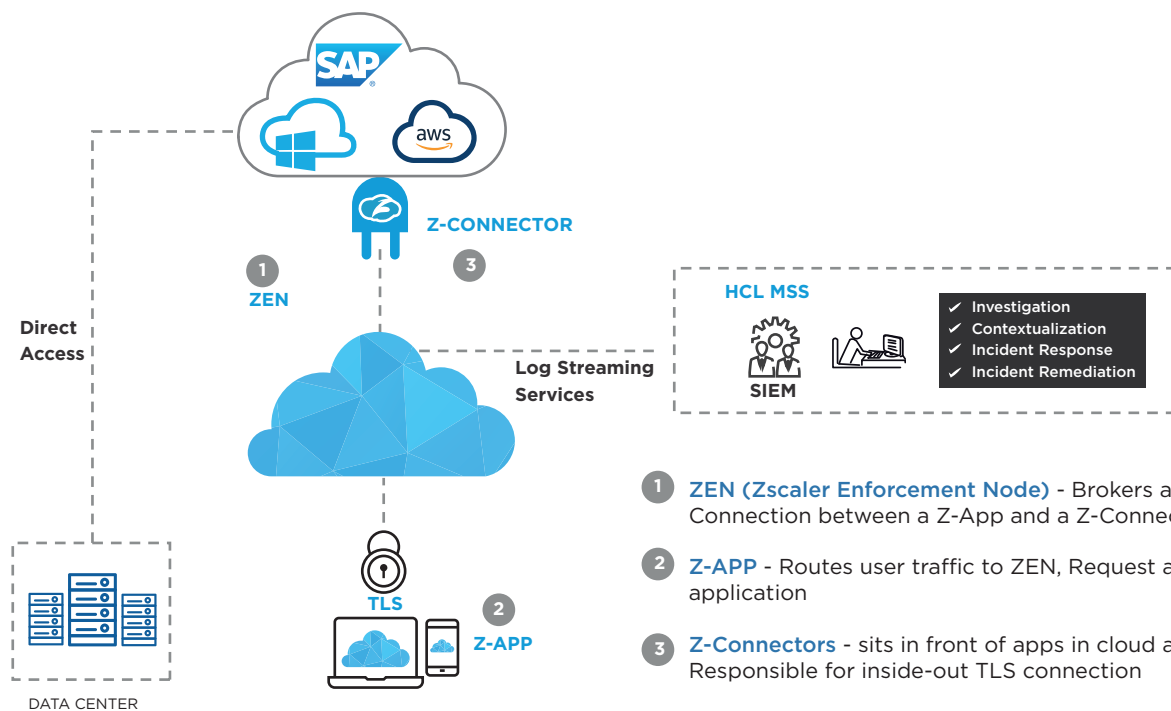 SAP
®
aws
Z-CONNECTOR
3
1
ZEN
Direct
Access
Log Streaming
Services
HCL MSS
SIEM
✓ Investigation
✓ Contextualization
✓ Incident Response
✓ Incident Remediation
TLS
2
Z-APP
DATA CENTER
1 ZEN (Zscaler Enforcement Node) - Brokers a
Connection between a Z-App and a Z-Connec
2 Z-APP - Routes user traffic to ZEN, Request a
application
3 Z-Connectors - sits in front of apps in cloud a
Responsible for inside-out TLS connection